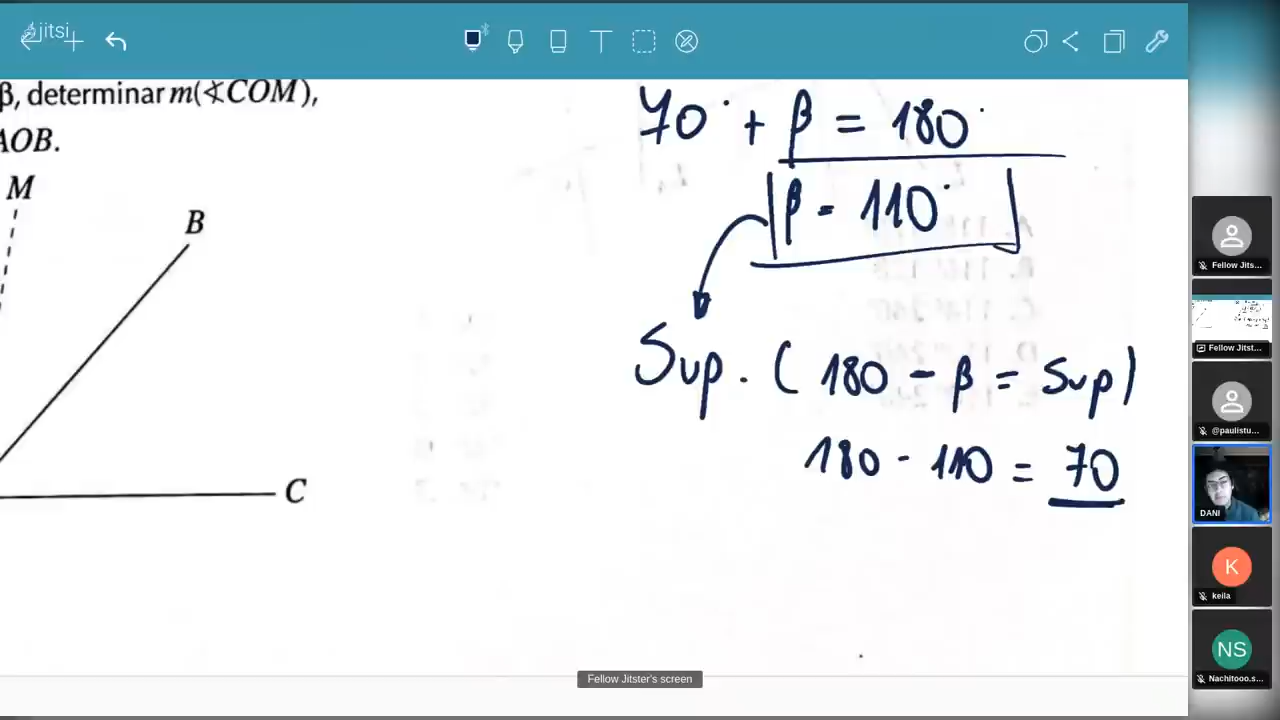 jitsi
β, determinar m(∢COM),
AOB.
M
B
C
70° + β = 180°
β = 110°
Sup. ( 180 - β = Sup)
180 - 110 = 70
Fellow Jits...
Fellow Jitst...
@paulistu...
DANI
K
keila
NS
Nachitooo.s...
Fellow Jitster's screen